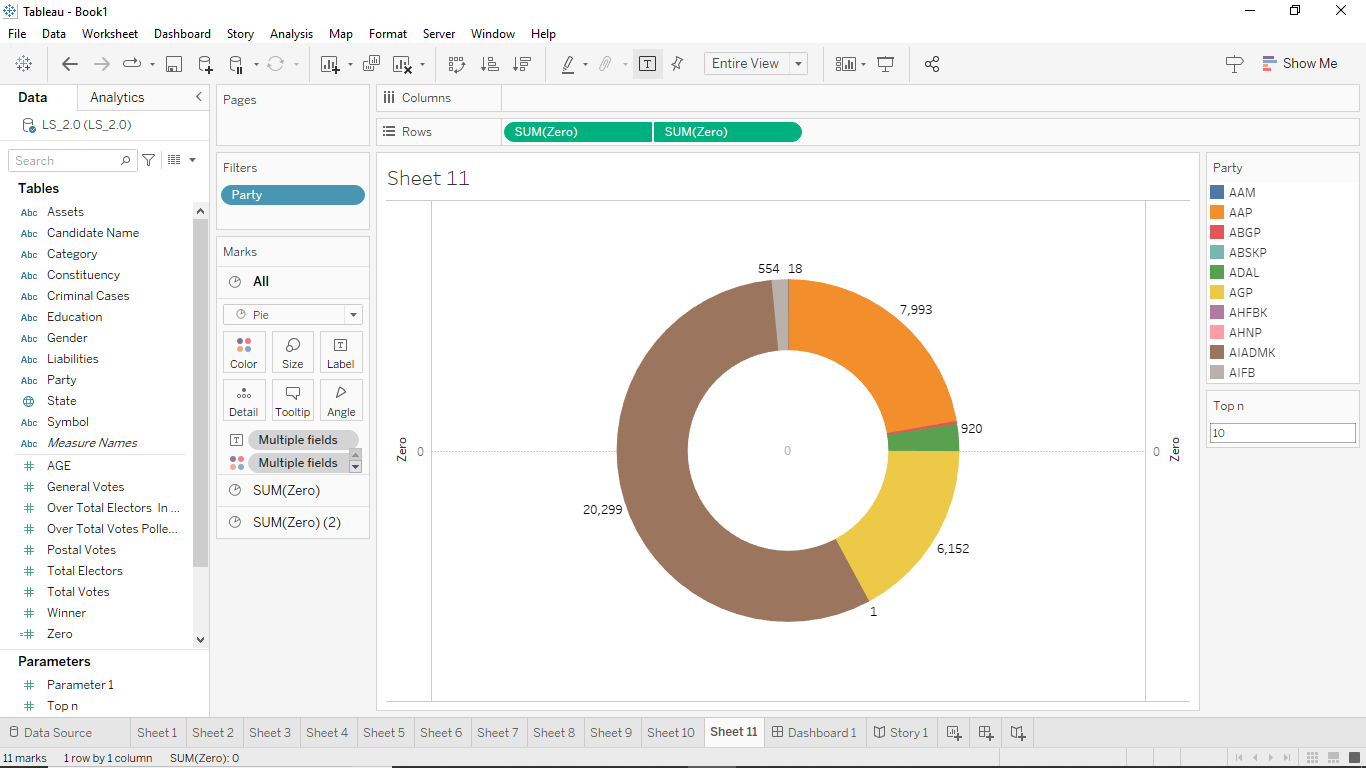 Tableau - Book1
File Data Worksheet Dashboard Story Analysis Map Format Server Window Help
Entire View
Show Me
Data Analytics
LS_2.0 (LS_2.0)
Search
Tables
Abc Assets
Abc Candidate Name
Abc Category
Abc Constituency
Abc Criminal Cases
Abc Education
Abc Gender
Abc Liabilities
Abc Party
State
Abc Symbol
Abc Measure Names
AGE
General Votes
Over Total Electors In ...
Over Total Votes Polle...
Postal Votes
Total Electors
Total Votes
Winner
Zero
Parameters
Parameter 1
Top n
Pages
Filters
Party
Marks
All
Pie
Color Size Label
Detail Tooltip Angle
Multiple fields
Multiple fields
SUM(Zero)
SUM(Zero) (2)
Columns
Rows SUM(Zero) SUM(Zero)
Sheet 11
554 18
7,993
920
Zero 0 0 0 Zero
20,299
6,152
1
Party
AAM
AAP
ABGP
ABSKP
ADAL
AGP
AHFBK
AHNP
AIADMK
AIFB
Top n
10
Data Source Sheet 1 Sheet 2 Sheet 3 Sheet 4 Sheet 5 Sheet 6 Sheet 7 Sheet 8 Sheet 9 Sheet 10 Sheet 11 Dashboard 1 Story 1
11 marks 1 row by 1 column SUM(Zero): 0